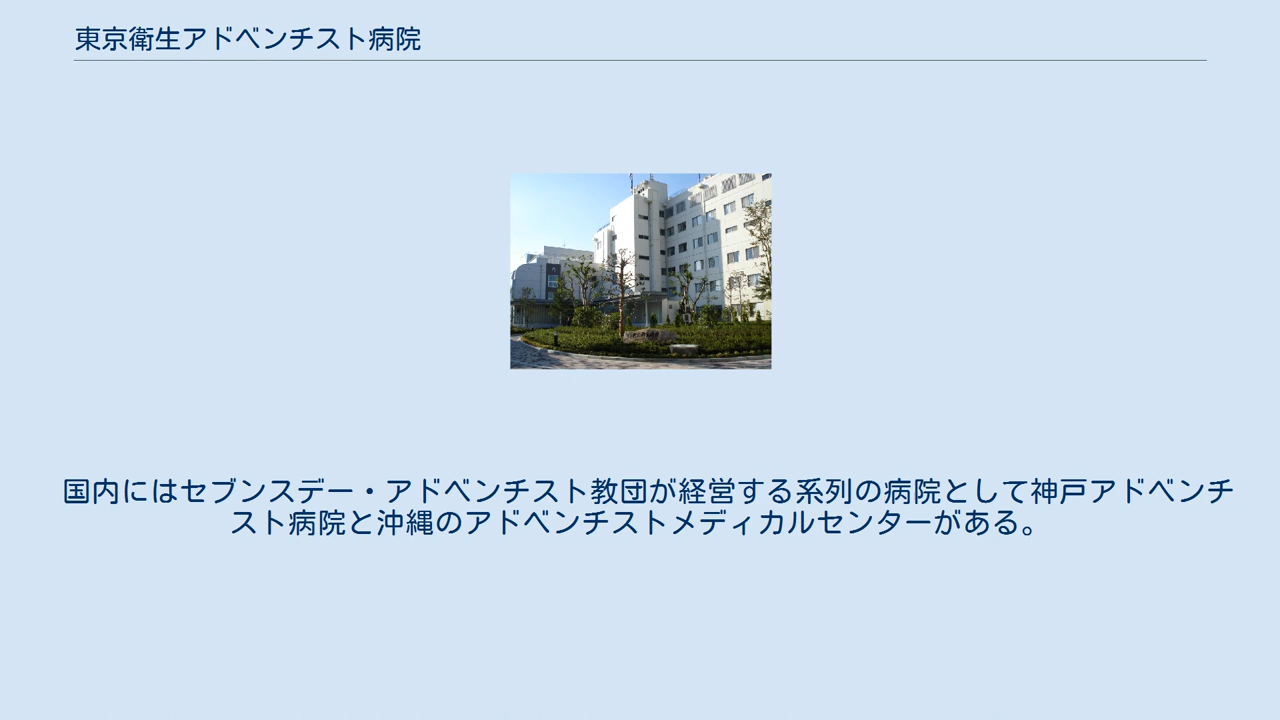 東京衛生アドベンチスト病院
国内にはセブンスデー・アドベンチスト教団が経営する系列の病院として神戸アドベンチ
スト病院と沖縄のアドベンチストメディカルセンターがある。